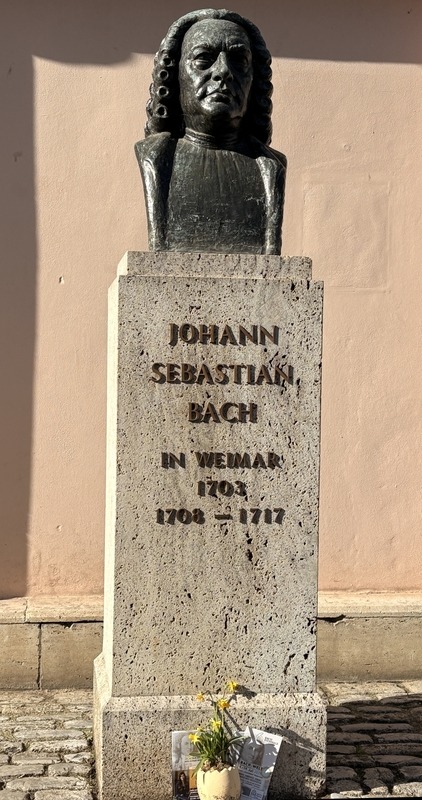 JOHANN
SEBASTIAN
BACH
IN WEIMAR
1703
1708 – 1717